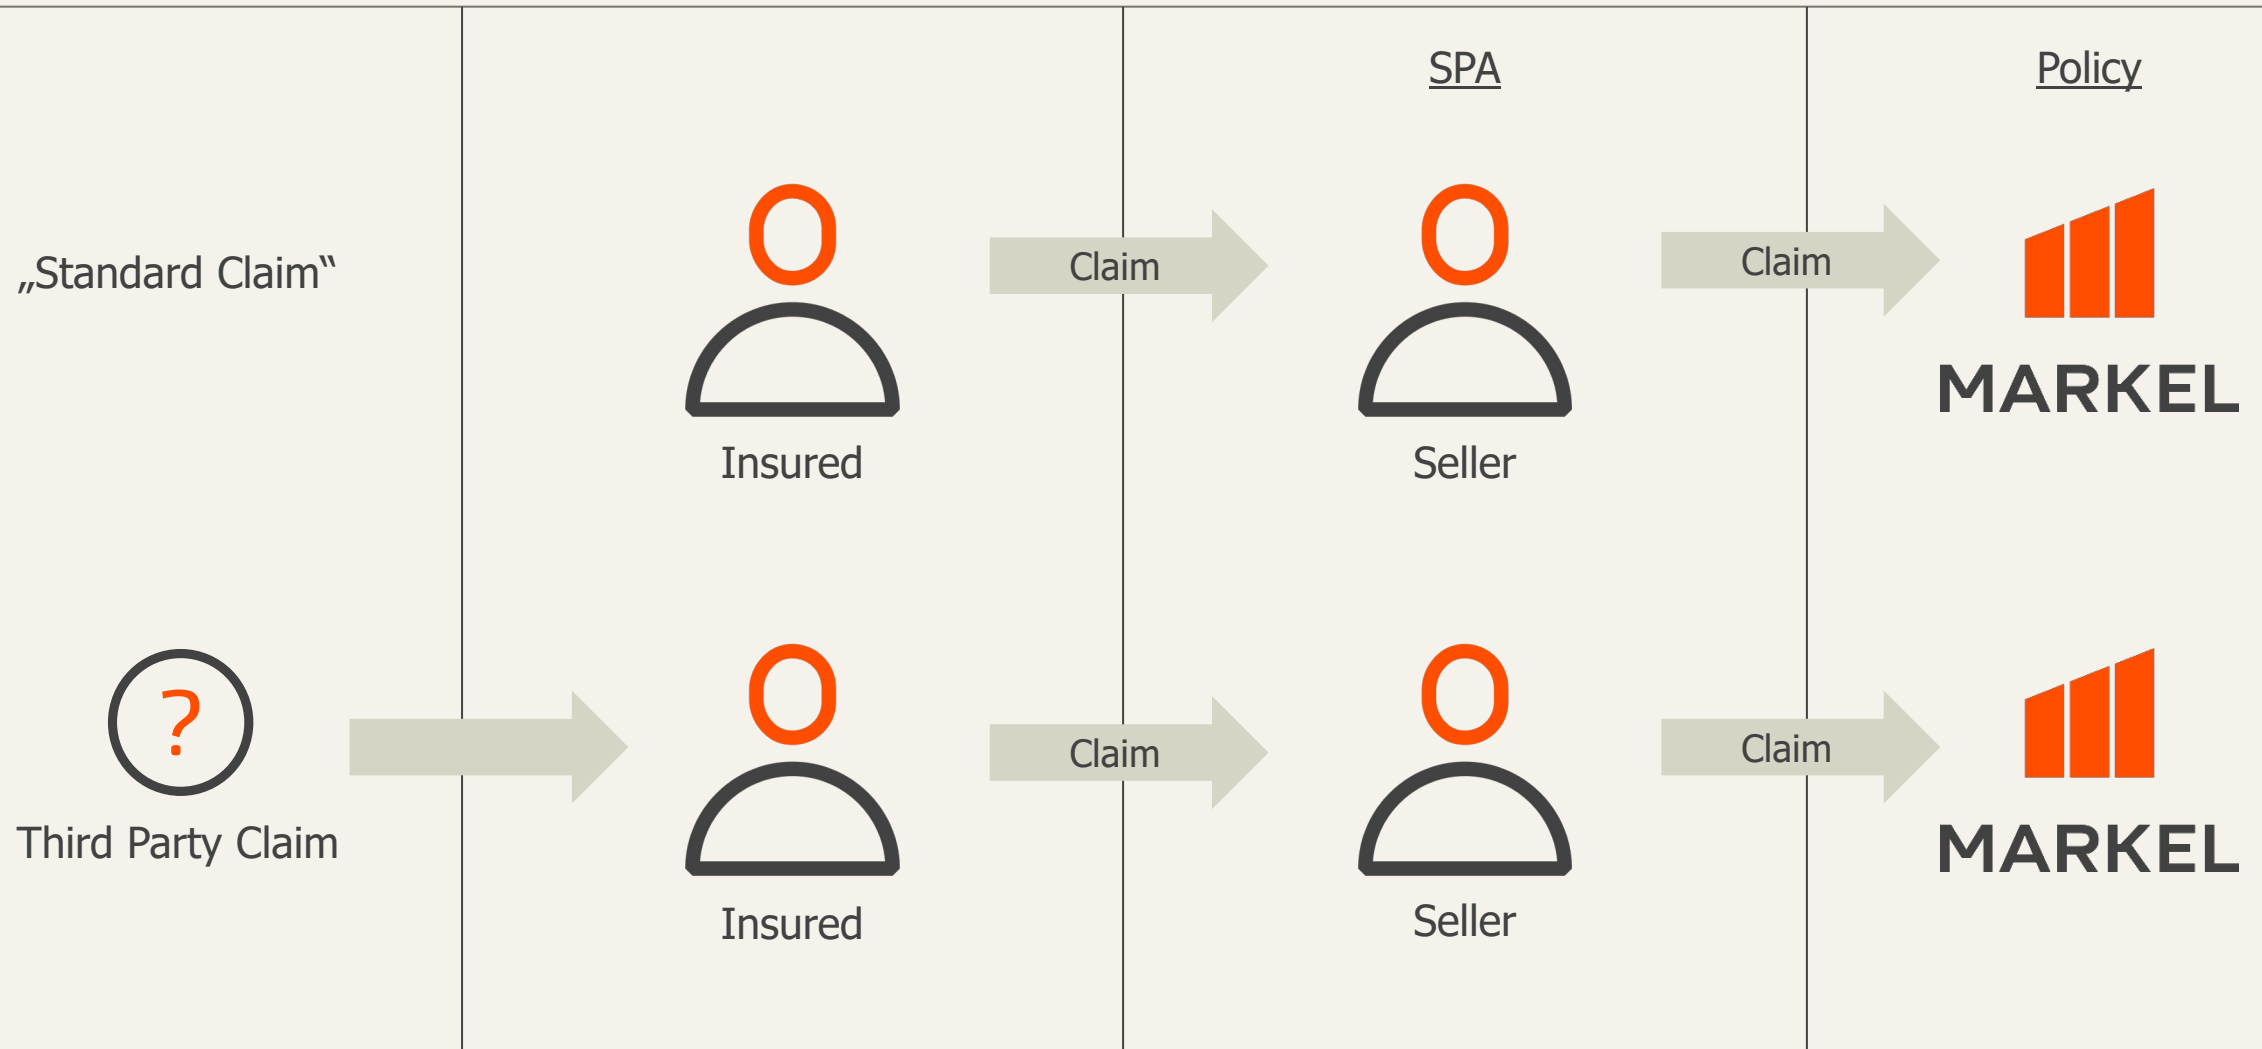 SPA
Policy
„Standard Claim“
Claim
Claim
MARKEL
Insured
Seller
?
Claim
Claim
Third Party Claim
MARKEL
Insured
Seller